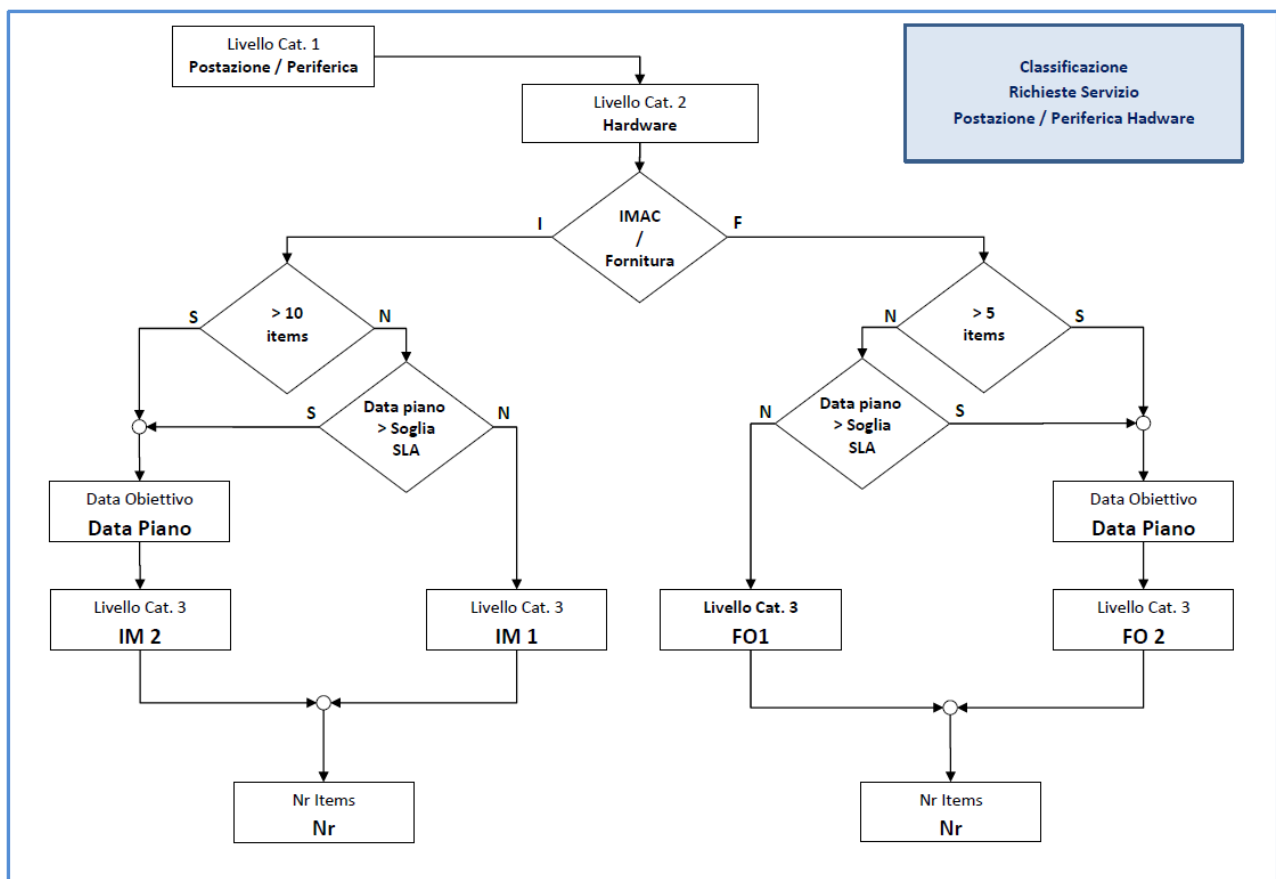 Livello Cat. 1
Postazione / Periferica
Classificazione
Richieste Servizio
Postazione / Periferica Hadware
Livello Cat. 2
Hardware
IMAC
/
Fornitura
I
F
> 10
items
S
N
> 5
items
N
S
Data piano
> Soglia
SLA
S
N
Data piano
> Soglia
SLA
N
S
Data Obiettivo
Data Piano
Data Obiettivo
Data Piano
Livello Cat. 3
IM 2
Livello Cat. 3
IM 1
Livello Cat. 3
FO1
Livello Cat. 3
FO 2
Nr Items
Nr
Nr Items
Nr